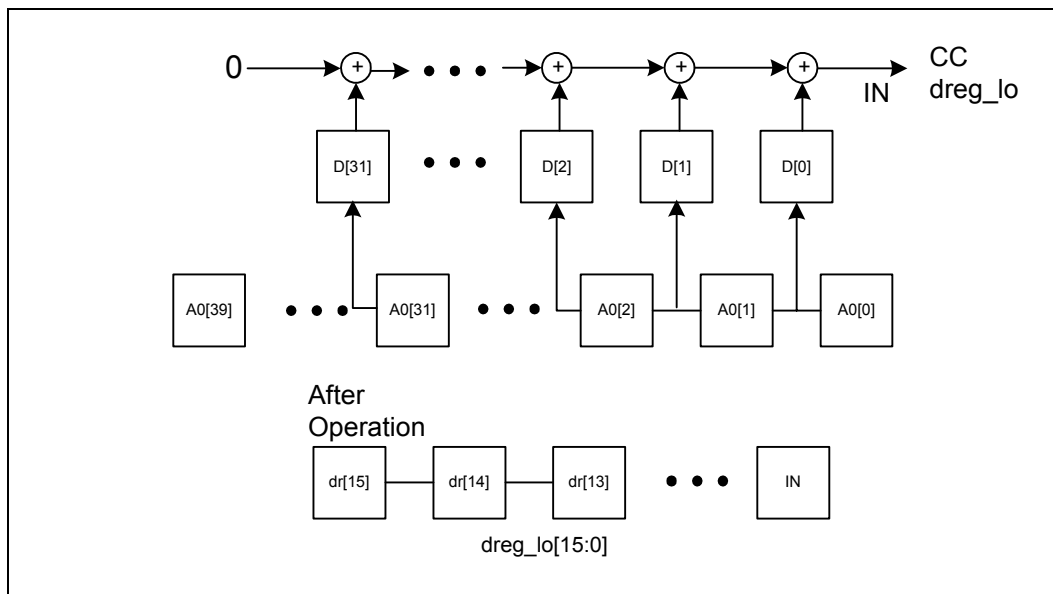 0 + + + + CC
IN dreg_lo
D[31] D[2] D[1] D[0]
A0[39] A0[31] A0[2] A0[1] A0[0]
After
Operation
dr[15] dr[14] dr[13] IN
dreg_lo[15:0]